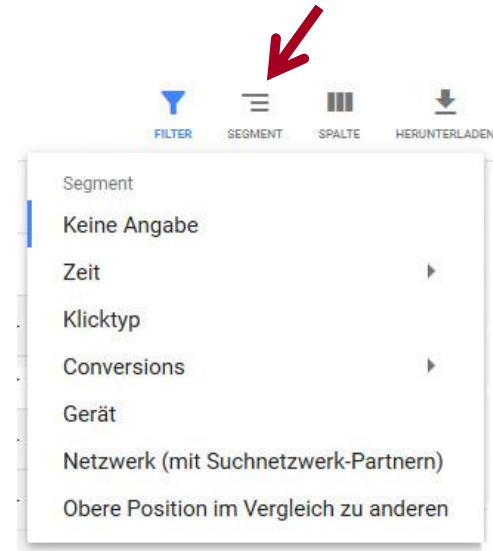 FILTER SEGMENT SPALTE HERUNTERLADEN
Segment
Keine Angabe
Zeit
Klicktyp
Conversions
Gerät
Netzwerk (mit Suchnetzwerk-Partnern)
Obere Position im Vergleich zu anderen